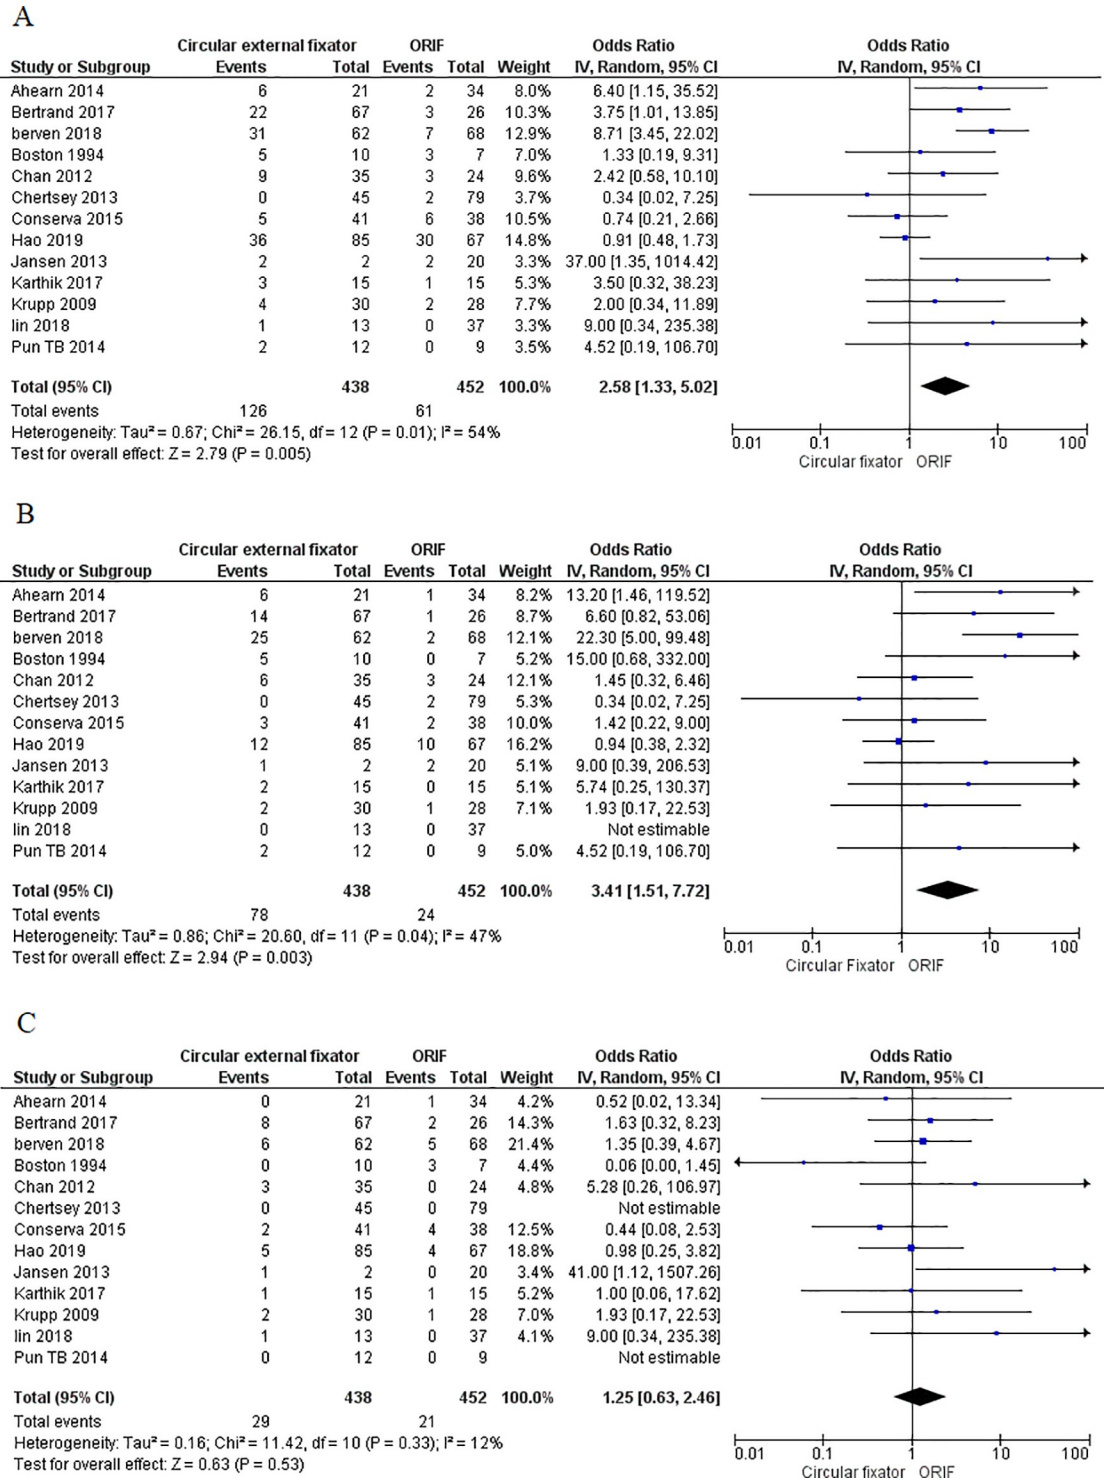 A
Circular external fixator ORIF Odds Ratio Odds Ratio
Study or Subgroup Events Total Events Total Weight IV, Random, 95% CI IV, Random, 95% CI
Ahearn 2014 6 21 2 34 8.0% 6.40 [1.15, 35.52]
Bertrand 2017 22 67 3 26 10.3% 3.75 [1.01, 13.85]
berven 2018 31 62 7 68 12.9% 8.71 [3.45, 22.02]
Boston 1994 5 10 3 7 7.0% 1.33 [0.19, 9.31]
Chan 2012 9 35 3 24 9.6% 2.42 [0.58, 10.10]
Chertsey 2013 0 45 2 79 3.7% 0.34 [0.02, 7.25]
Conserva 2015 5 41 6 38 10.5% 0.74 [0.21, 2.66]
Hao 2019 36 85 30 67 14.8% 0.91 [0.48, 1.73]
Jansen 2013 2 2 2 20 3.3% 37.00 [1.35, 1014.42]
Karthik 2017 3 15 1 15 5.3% 3.50 [0.32, 38.23]
Krupp 2009 4 30 2 28 7.7% 2.00 [0.34, 11.89]
lin 2018 1 13 0 37 3.3% 9.00 [0.34, 235.38]
Pun TB 2014 2 12 0 9 3.5% 4.52 [0.19, 106.70]
Total (95% CI) 438 452 100.0% 2.58 [1.33, 5.02]
Total events 126 61
Heterogeneity: Tau² = 0.67; Chi² = 26.15, df = 12 (P = 0.01); I² = 54%
Test for overall effect: Z = 2.79 (P = 0.005)
0.01 0.1 1 10 100
Circular fixator ORIF
B
Circular external fixator ORIF Odds Ratio Odds Ratio
Study or Subgroup Events Total Events Total Weight IV, Random, 95% CI IV, Random, 95% CI
Ahearn 2014 6 21 1 34 8.2% 13.20 [1.46, 119.52]
Bertrand 2017 14 67 1 26 8.7% 6.60 [0.82, 53.06]
berven 2018 25 62 2 68 12.1% 22.30 [5.00, 99.48]
Boston 1994 5 10 0 7 5.2% 15.00 [0.68, 332.00]
Chan 2012 6 35 3 24 12.1% 1.45 [0.32, 6.46]
Chertsey 2013 0 45 2 79 5.3% 0.34 [0.02, 7.25]
Conserva 2015 3 41 2 38 10.0% 1.42 [0.22, 9.00]
Hao 2019 12 85 10 67 16.2% 0.94 [0.38, 2.32]
Jansen 2013 1 2 2 20 5.1% 9.00 [0.39, 206.53]
Karthik 2017 2 15 0 15 5.1% 5.74 [0.25, 130.37]
Krupp 2009 2 30 1 28 7.1% 1.93 [0.17, 22.53]
lin 2018 0 13 0 37 Not estimable
Pun TB 2014 2 12 0 9 5.0% 4.52 [0.19, 106.70]
Total (95% CI) 438 452 100.0% 3.41 [1.51, 7.72]
Total events 78 24
Heterogeneity: Tau² = 0.86; Chi² = 20.60, df = 11 (P = 0.04); I² = 47%
Test for overall effect: Z = 2.94 (P = 0.003)
0.01 0.1 1 10 100
Circular Fixator ORIF
C
Circular external fixator ORIF Odds Ratio Odds Ratio
Study or Subgroup Events Total Events Total Weight IV, Random, 95% CI IV, Random, 95% CI
Ahearn 2014 0 21 1 34 4.2% 0.52 [0.02, 13.34]
Bertrand 2017 8 67 2 26 14.3% 1.63 [0.32, 8.23]
berven 2018 6 62 5 68 21.4% 1.35 [0.39, 4.67]
Boston 1994 0 10 3 7 4.4% 0.06 [0.00, 1.45]
Chan 2012 3 35 0 24 4.8% 5.28 [0.26, 106.97]
Chertsey 2013 0 45 0 79 Not estimable
Conserva 2015 2 41 4 38 12.5% 0.44 [0.08, 2.53]
Hao 2019 5 85 4 67 18.8% 0.98 [0.25, 3.82]
Jansen 2013 1 2 0 20 3.4% 41.00 [1.12, 1507.26]
Karthik 2017 1 15 1 15 5.2% 1.00 [0.06, 17.62]
Krupp 2009 2 30 1 28 7.0% 1.93 [0.17, 22.53]
lin 2018 1 13 0 37 4.1% 9.00 [0.34, 235.38]
Pun TB 2014 0 12 0 9 Not estimable
Total (95% CI) 438 452 100.0% 1.25 [0.63, 2.46]
Total events 29 21
Heterogeneity: Tau² = 0.16; Chi² = 11.42, df = 10 (P = 0.33); I² = 12%
Test for overall effect: Z = 0.63 (P = 0.53)
0.01 0.1 1 10 100
Circular fixator ORIF